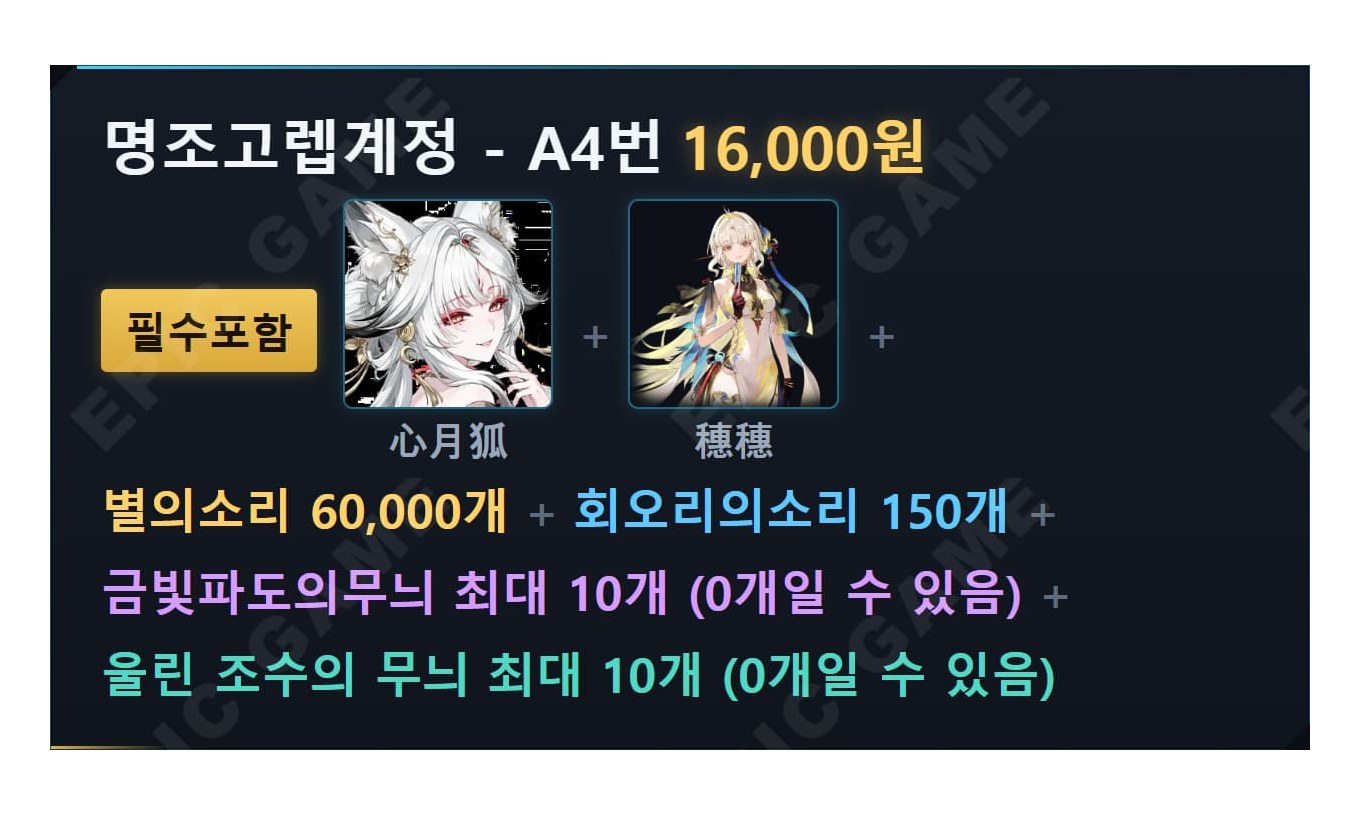 명조고렙계정 - A4번 16,000원
필수포함
+
+
心月狐
穗穗
별의소리 60,000개 + 회오리의소리 150개 +
금빛파도의무늬 최대 10개 (0개일 수 있음) +
울린 조수의 무늬 최대 10개 (0개일 수 있음)
EPIC GAME
EPIC GAME